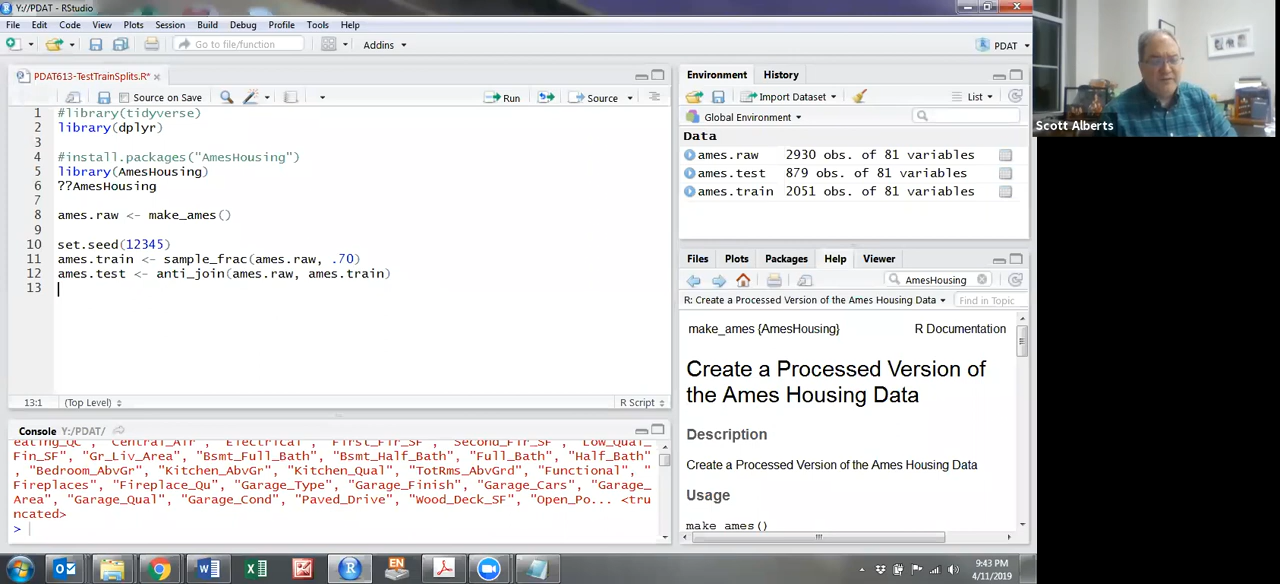 Y://PDAT - RStudio
File Edit Code View Plots Session Build Debug Profile Tools Help
Go to file/function Addins PDAT
PDAT613-TestTrainSplits.R*
Source on Save Run Source
1 #library(tidyverse)
2 library(dplyr)
3
4 #install.packages("AmesHousing")
5 library(AmesHousing)
6 ??AmesHousing
7
8 ames.raw <- make_ames()
9
10 set.seed(12345)
11 ames.train <- sample_frac(ames.raw, .70)
12 ames.test <- anti_join(ames.raw, ames.train)
13
13:1 (Top Level) R Script
Console Y:/PDAT/
eating_QC", "Central_Air", "Electrical", "First_Flr_SF", "Second_Flr_SF", "Low_Qual_
Fin_SF", "Gr_Liv_Area", "Bsmt_Full_Bath", "Bsmt_Half_Bath", "Full_Bath", "Half_Bath"
, "Bedroom_AbvGr", "Kitchen_AbvGr", "Kitchen_Qual", "TotRms_AbvGrd", "Functional", "
Fireplaces", "Fireplace_Qu", "Garage_Type", "Garage_Finish", "Garage_Cars", "Garage_
Area", "Garage_Qual", "Garage_Cond", "Paved_Drive", "Wood_Deck_SF", "Open_Po... <tru
ncated>
>
Environment History
Import Dataset List
Global Environment
Data
ames.raw 2930 obs. of 81 variables
ames.test 879 obs. of 81 variables
ames.train 2051 obs. of 81 variables
Files Plots Packages Help Viewer
AmesHousing
R: Create a Processed Version of the Ames Housing Data Find in Topic
make_ames {AmesHousing} R Documentation
Create a Processed Version of
the Ames Housing Data
Description
Create a Processed Version of the Ames Housing Data
Usage
make_ames()
Scott Alberts
EN
9:43 PM
4/11/2019